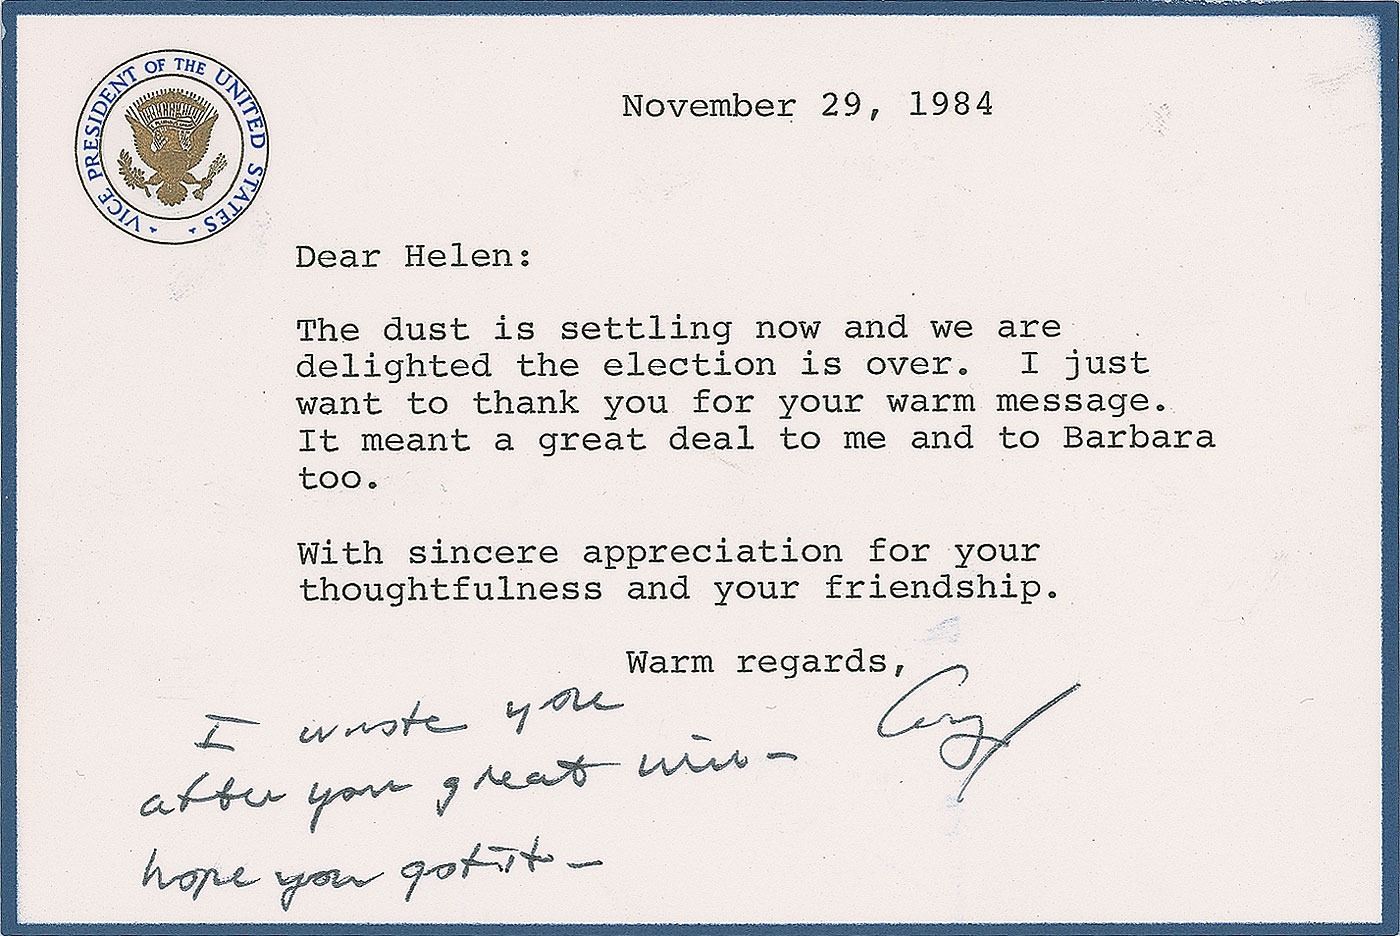 VICE PRESIDENT OF THE UNITED STATES
November 29, 1984
Dear Helen:
The dust is settling now and we are
delighted the election is over. I just
want to thank you for your warm message.
It meant a great deal to me and to Barbara
too.
With sincere appreciation for your
thoughtfulness and your friendship.
Warm regards,
I wrote you
after your great win -
hope you got it -